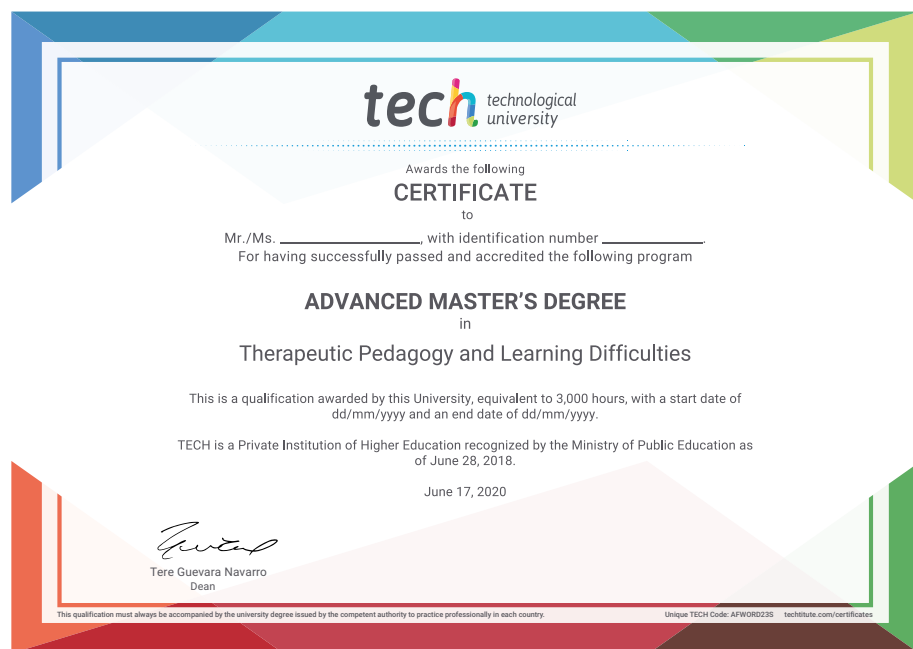 tech technological
university
Awards the following
CERTIFICATE
to
Mr./Ms. ____________________, with identification number ______________.
For having successfully passed and accredited the following program
ADVANCED MASTER'S DEGREE
in
Therapeutic Pedagogy and Learning Difficulties
This is a qualification awarded by this University, equivalent to 3,000 hours, with a start date of
dd/mm/yyyy and an end date of dd/mm/yyyy.
TECH is a Private Institution of Higher Education recognized by the Ministry of Public Education as
of June 28, 2018.
June 17, 2020
Tere Guevara Navarro
Dean
This qualification must always be accompanied by the university degree issued by the competent authority to practice professionally in each country.
Unique TECH Code: AFWORD23S techtitute.com/certificates